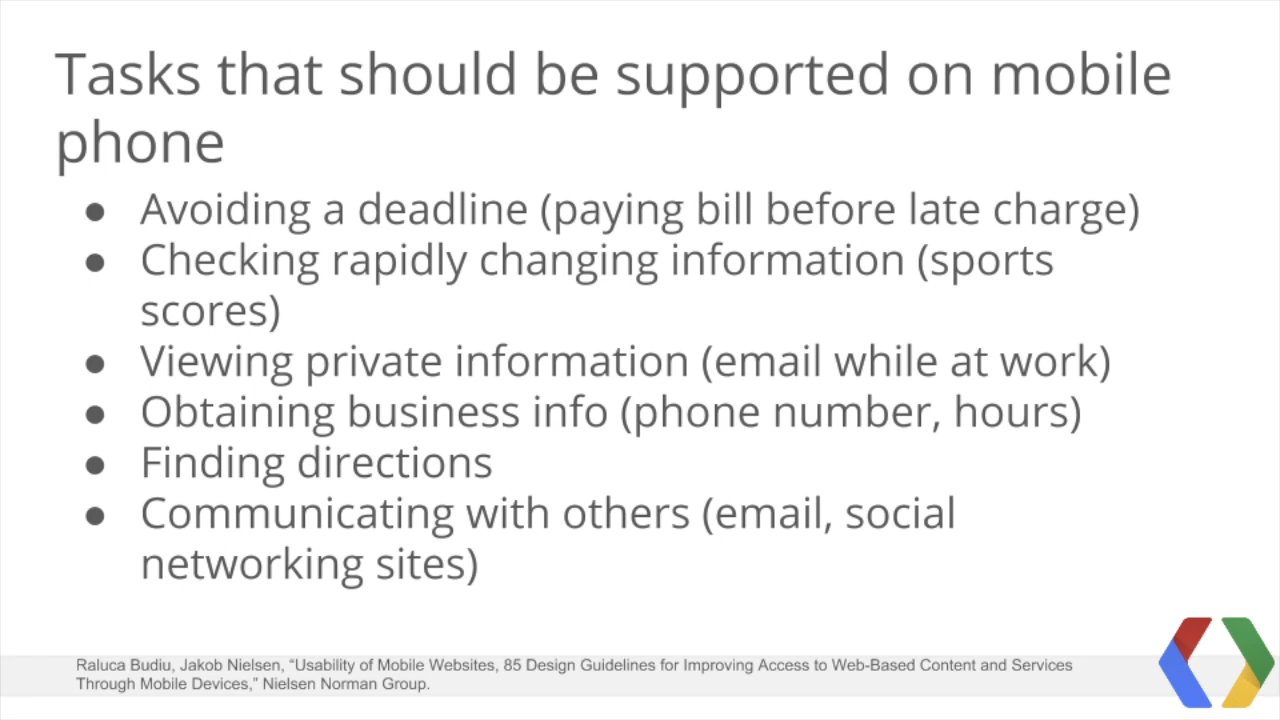 Tasks that should be supported on mobile
phone
● Avoiding a deadline (paying bill before late charge)
● Checking rapidly changing information (sports
scores)
● Viewing private information (email while at work)
● Obtaining business info (phone number, hours)
● Finding directions
● Communicating with others (email, social
networking sites)
Raluca Budiu, Jakob Nielsen, “Usability of Mobile Websites, 85 Design Guidelines for Improving Access to Web-Based Content and Services
Through Mobile Devices,” Nielsen Norman Group.